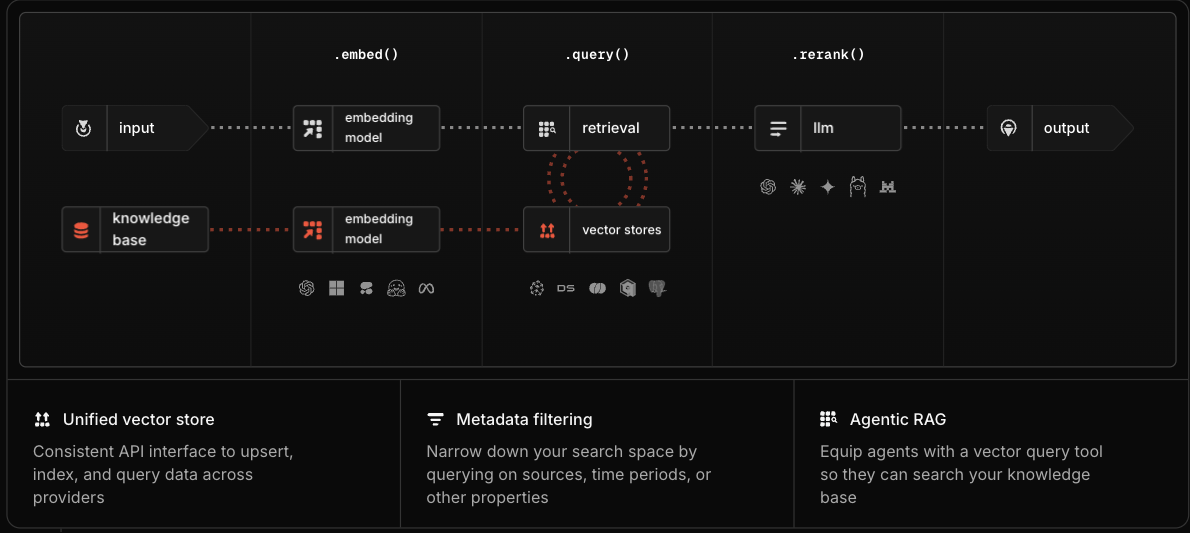 .embed()
.query()
.rerank()
input
embedding
model
retrieval
llm
output
knowledge
base
embedding
model
vector stores
DS
Unified vector store
Consistent API interface to upsert,
index, and query data across
providers
Metadata filtering
Narrow down your search space by
querying on sources, time periods, or
other properties
Agentic RAG
Equip agents with a vector query tool
so they can search your knowledge
base